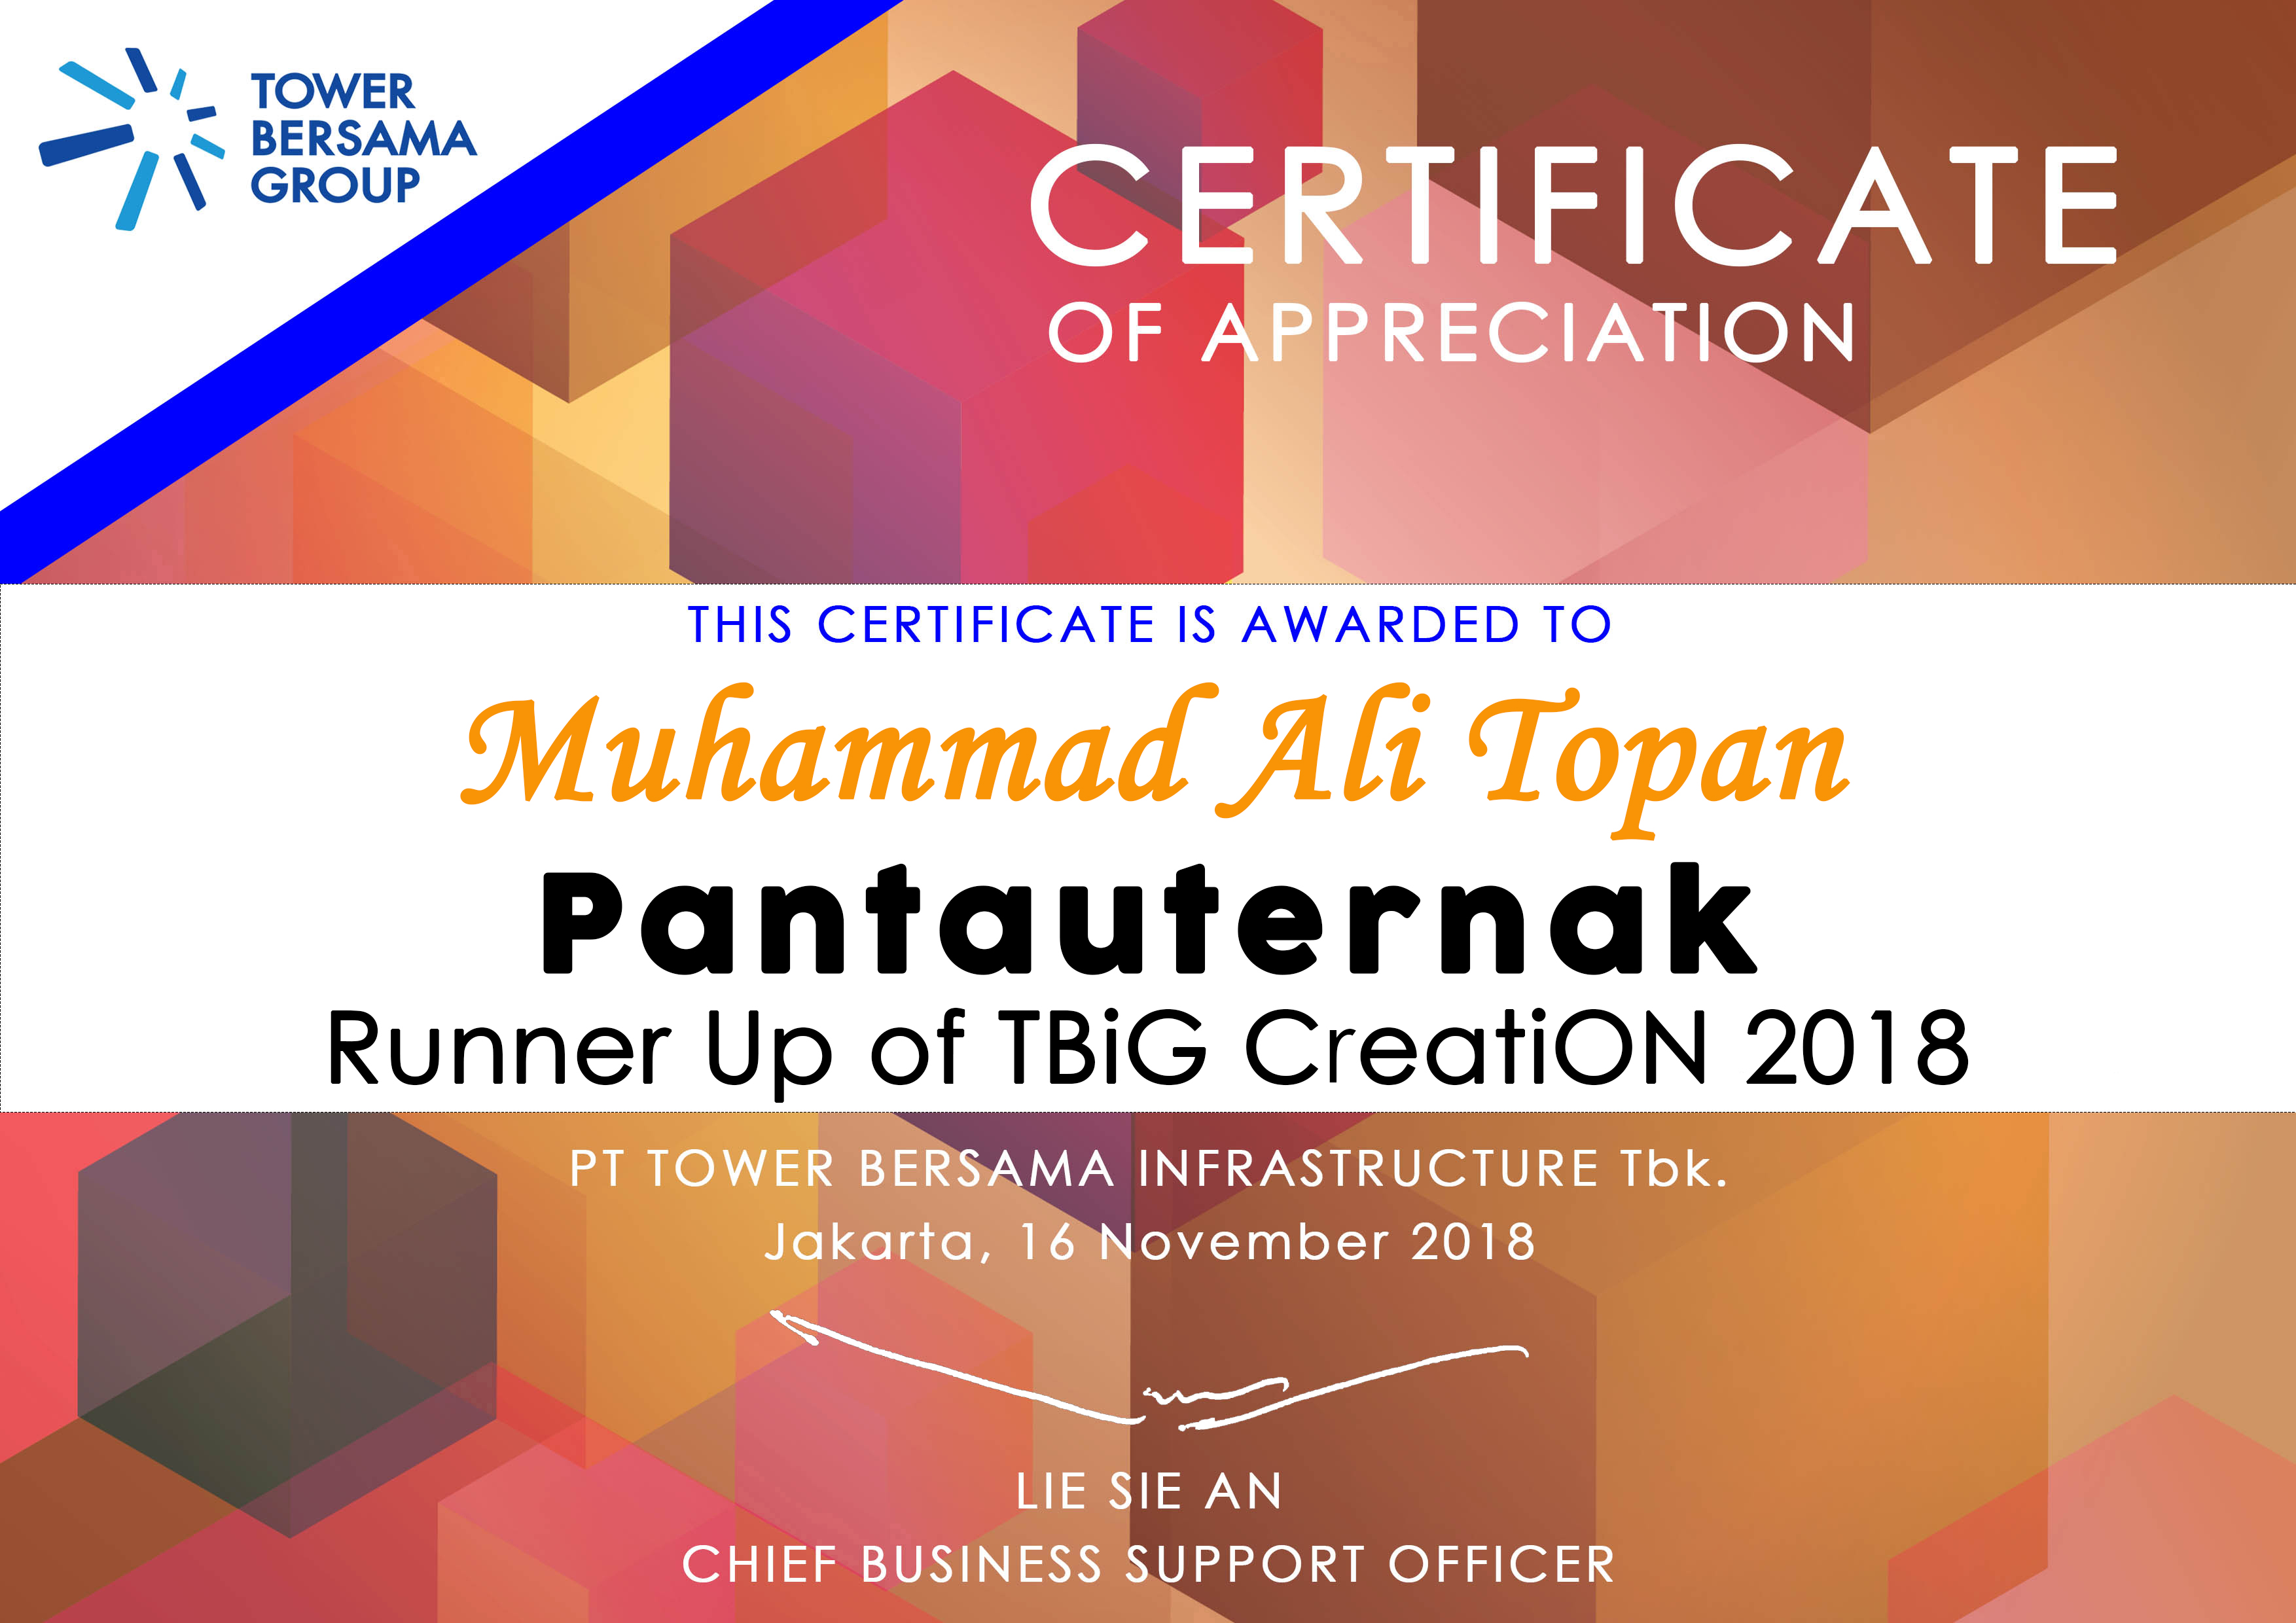 TOWER
BERSAMA
GROUP
CERTIFICATE
OF APPRECIATION
THIS CERTIFICATE IS AWARDED TO
Muhammad Ali Topan
Pantauternak
Runner Up of TBiG CreatiON 2018
PT TOWER BERSAMA INFRASTRUCTURE Tbk.
Jakarta, 16 November 2018
LIE SIE AN
CHIEF BUSINESS SUPPORT OFFICER